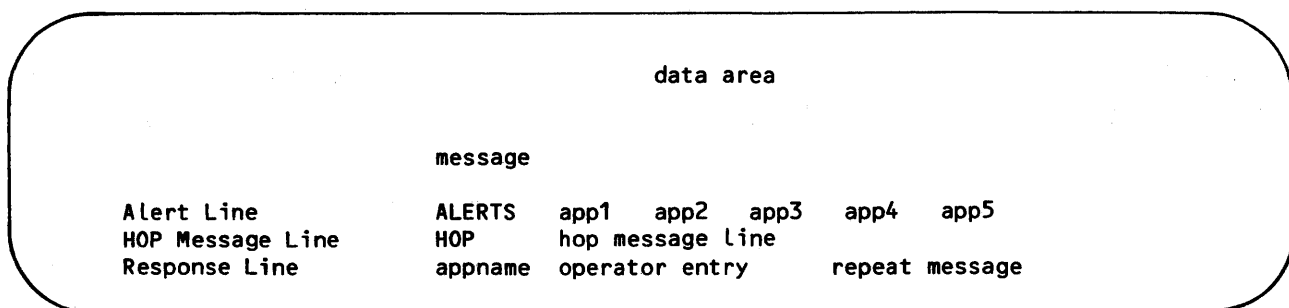 data area
message
Alert Line ALERTS app1 app2 app3 app4 app5
HOP Message Line HOP hop message line
Response Line appname operator entry repeat message